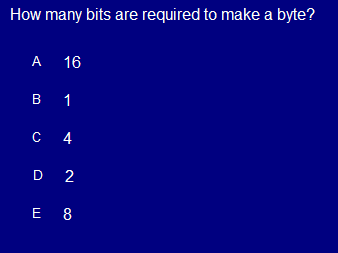 How many bits are required to make a byte?
A 16
B 1
C 4
D 2
E 8